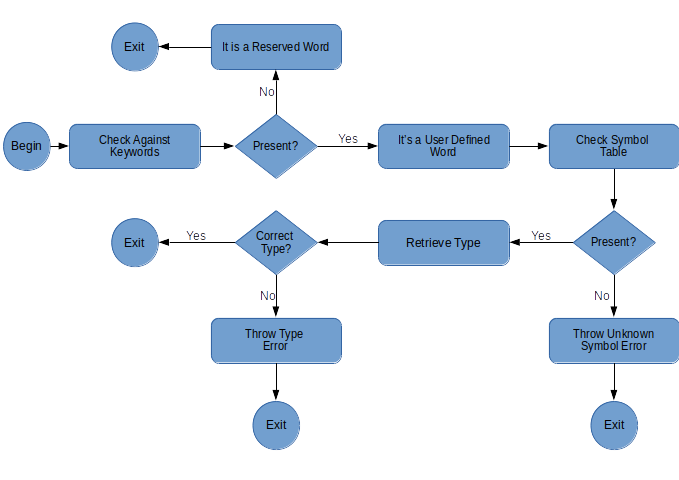 Exit
It is a Reserved Word
No
Begin
Check Against
Keywords
Present?
Yes
It's a User Defined
Word
Check Symbol
Table
Exit
Yes
Correct
Type?
Retrieve Type
Yes
Present?
No
No
Throw Type
Error
Throw Unknown
Symbol Error
Exit
Exit